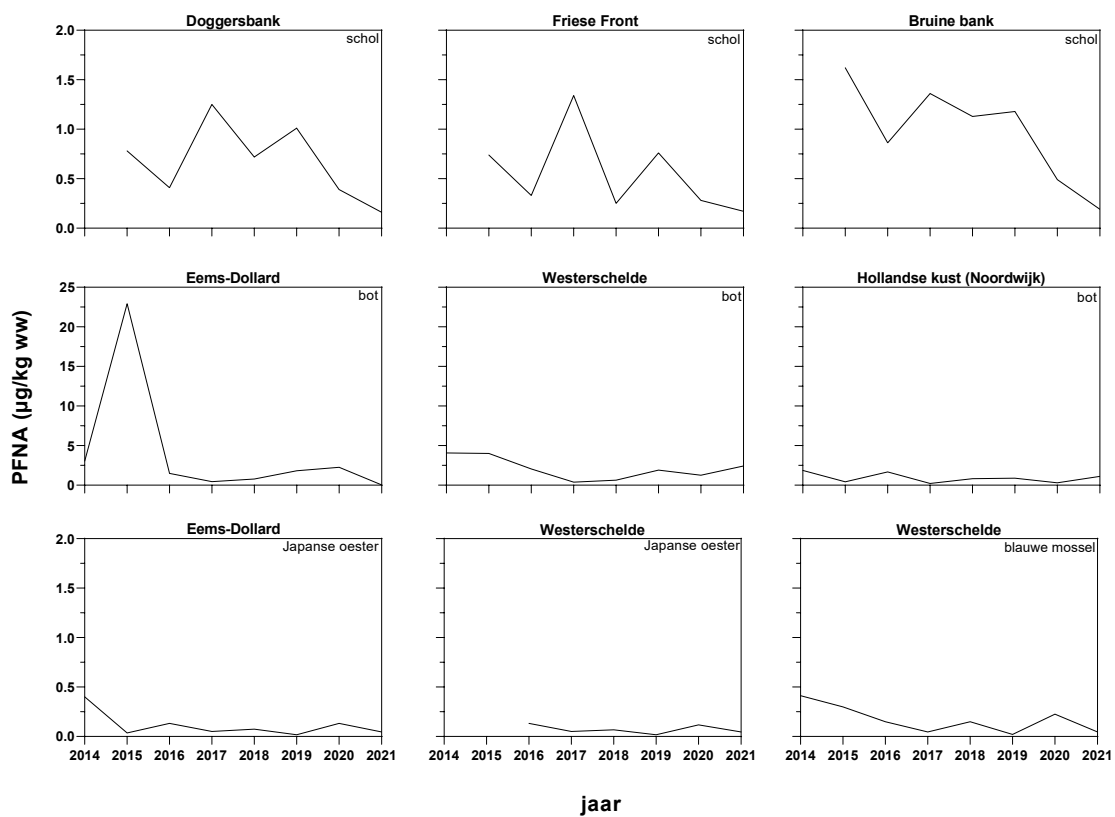 Doggersbank Friese Front Bruine bank
schol schol schol
2.0
1.5
1.0
0.5
0.0
Eems-Dollard Westerschelde Hollandse kust (Noordwijk)
bot bot bot
25
20
15
10
5
0
PFNA (µg/kg ww)
Eems-Dollard Westerschelde Westerschelde
Japanse oester Japanse oester blauwe mossel
2.0
1.5
1.0
0.5
0.0
2014 2015 2016 2017 2018 2019 2020 2021 2014 2015 2016 2017 2018 2019 2020 2021 2014 2015 2016 2017 2018 2019 2020 2021
jaar